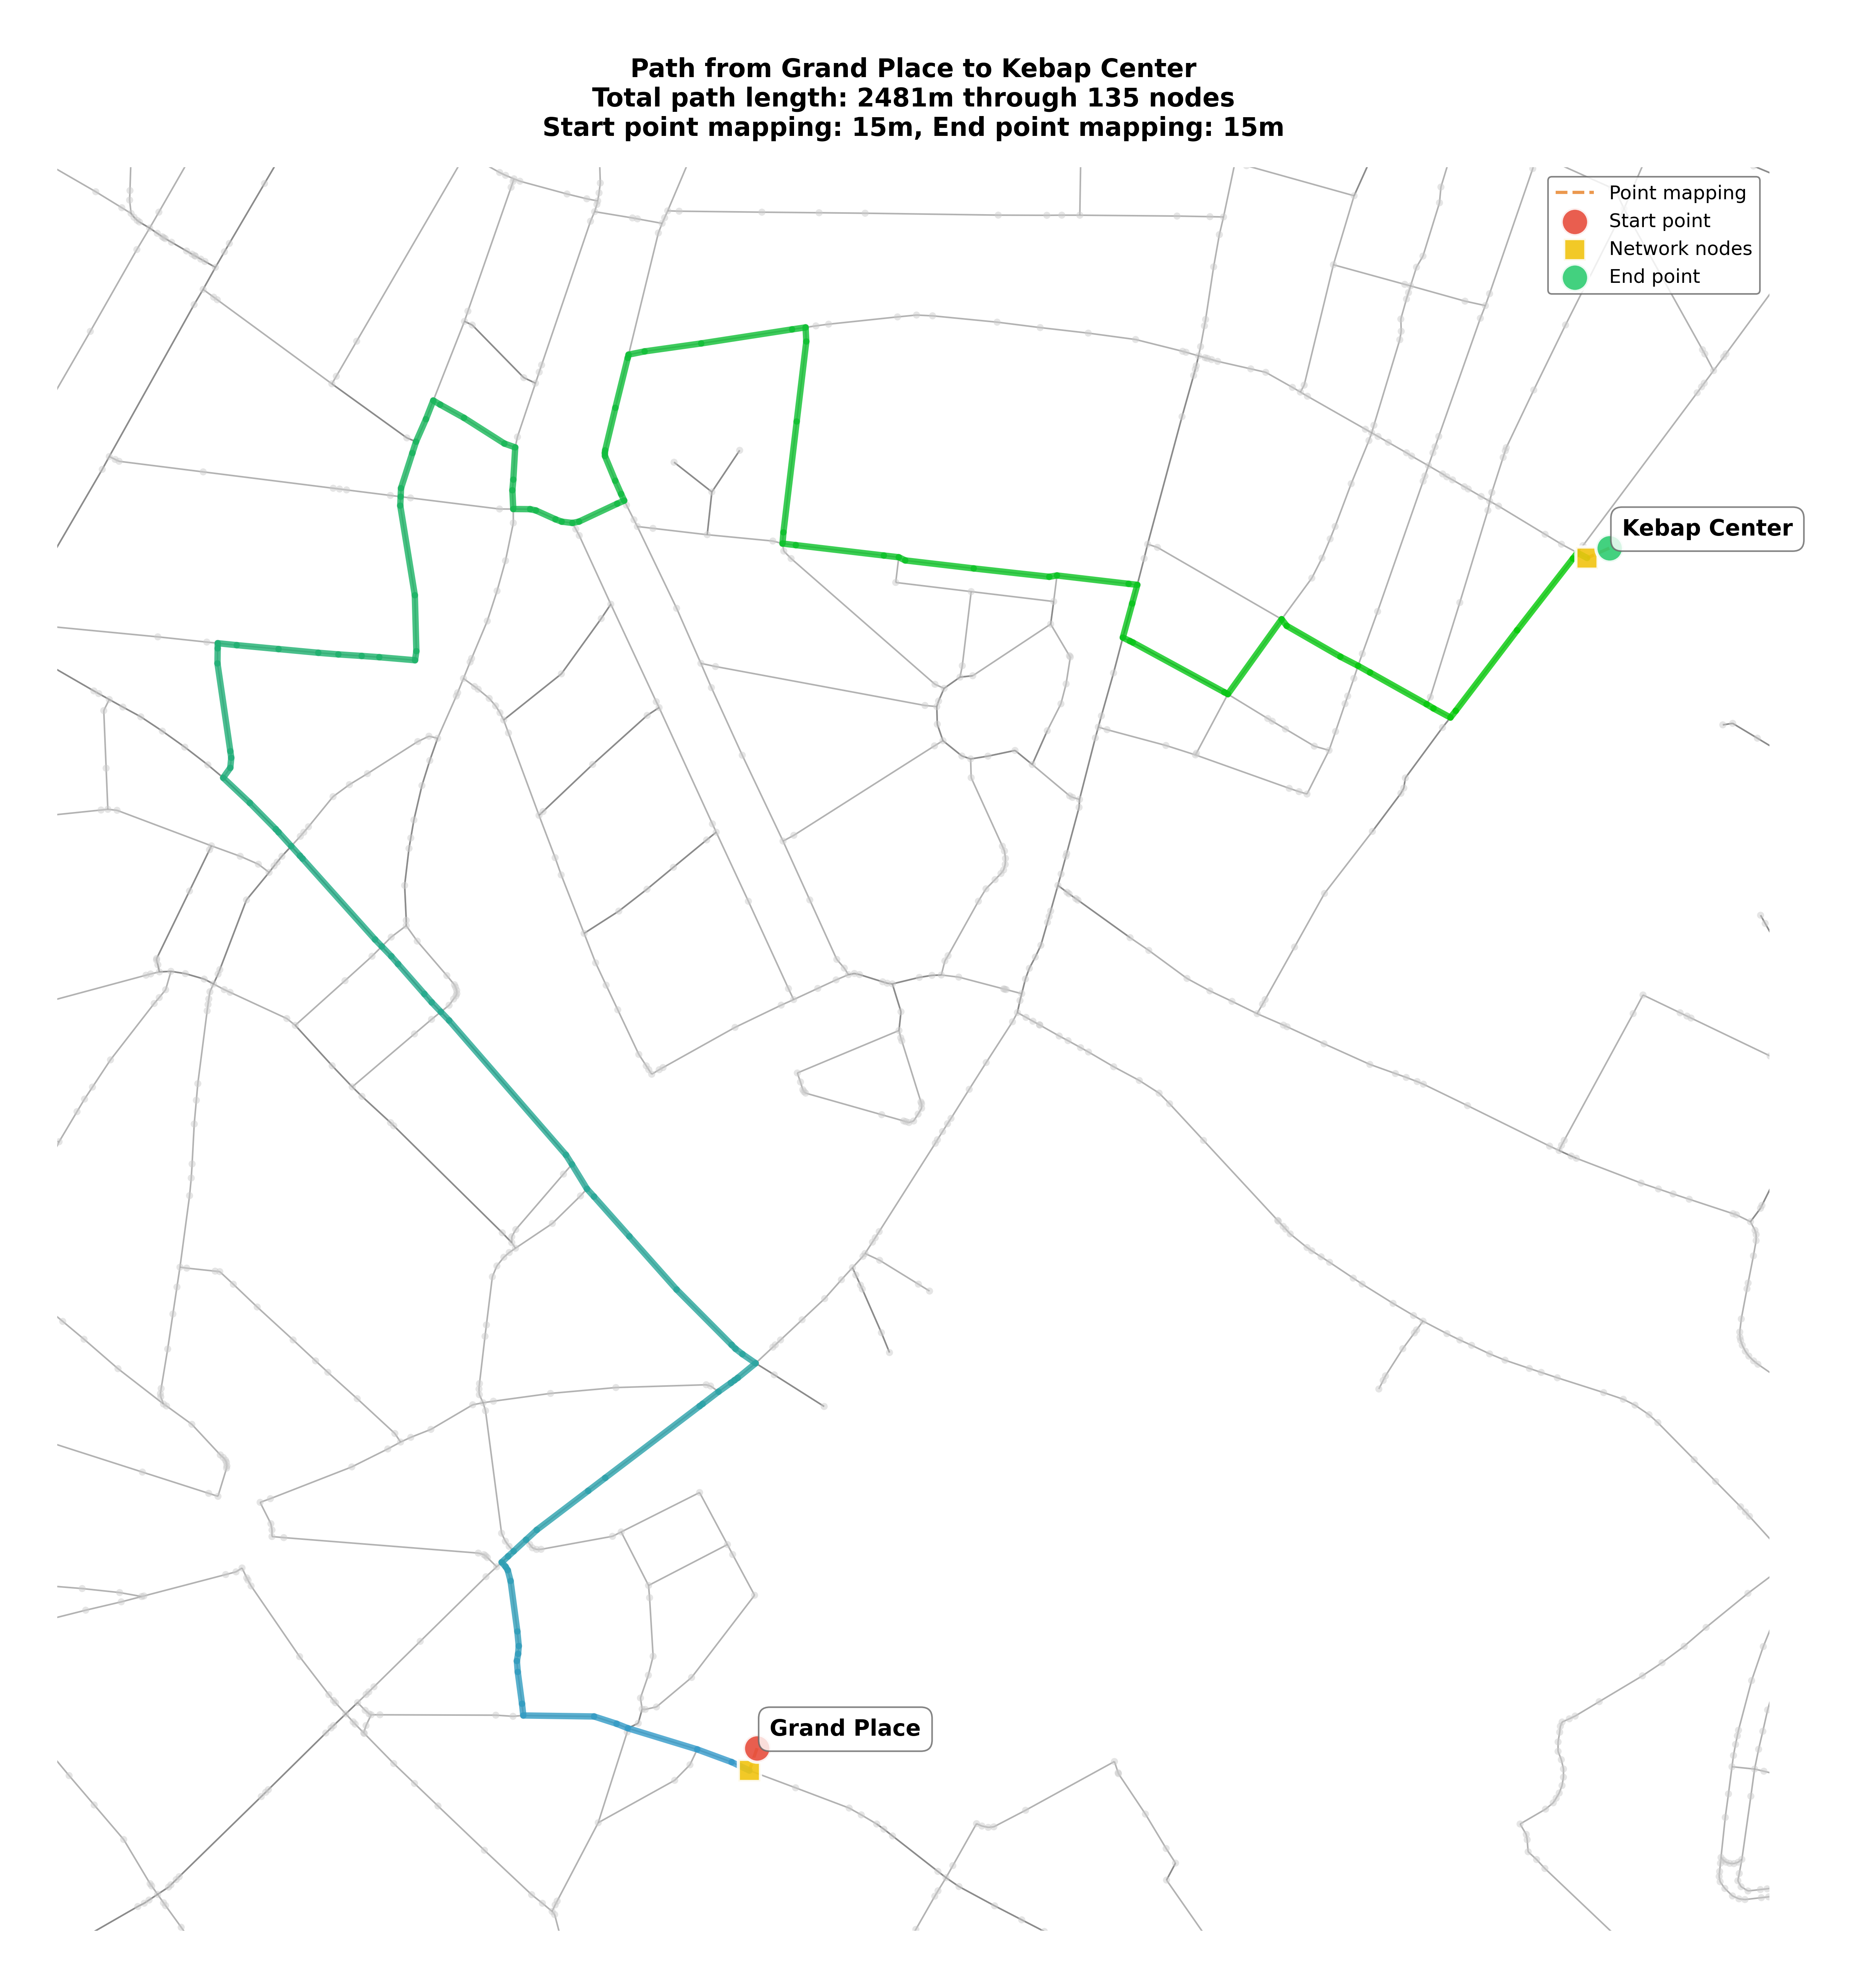 Path from Grand Place to Kebap Center
Total path length: 2481m through 135 nodes
Start point mapping: 15m, End point mapping: 15m
Point mapping
Start point
Network nodes
End point
Kebap Center
Grand Place